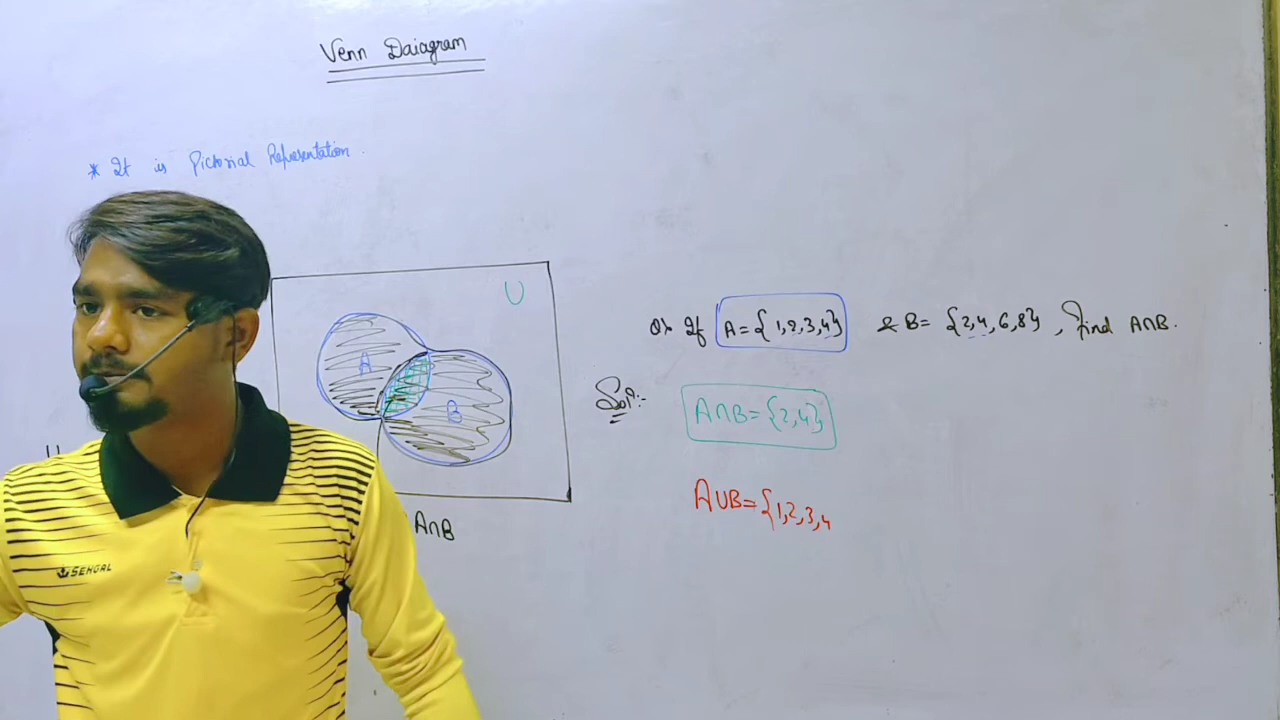 Venn Daiagram
* It is Pictorial Representation.
U
A
B
A∩B
Q> If A={1,2,3,4} & B= {2,4,6,8} , Find A∩B.
Sol:-
A∩B={2,4}
A∪B={1,2,3,4
SEHGAL